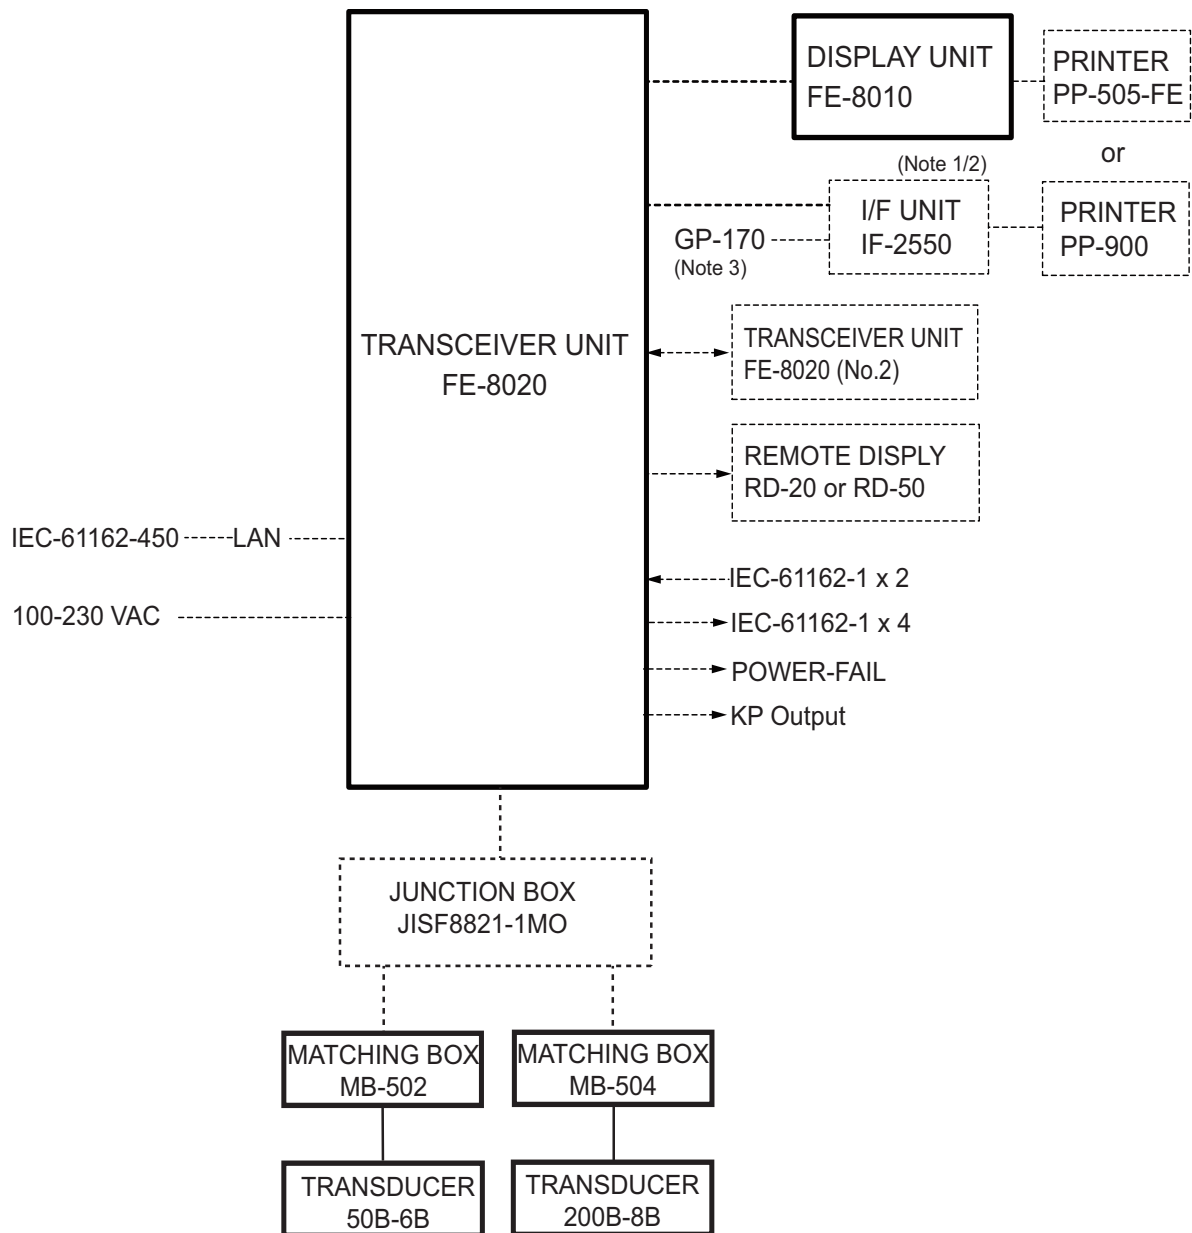 DISPLAY UNIT
FE-8010
PRINTER
PP-505-FE
or
(Note 1/2)
I/F UNIT
IF-2550
PRINTER
PP-900
GP-170
(Note 3)
TRANSCEIVER UNIT
FE-8020
TRANSCEIVER UNIT
FE-8020 (No.2)
REMOTE DISPLY
RD-20 or RD-50
IEC-61162-450 LAN
100-230 VAC
IEC-61162-1 x 2
IEC-61162-1 x 4
POWER-FAIL
KP Output
JUNCTION BOX
JISF8821-1MO
MATCHING BOX
MB-502
MATCHING BOX
MB-504
TRANSDUCER
50B-6B
TRANSDUCER
200B-8B